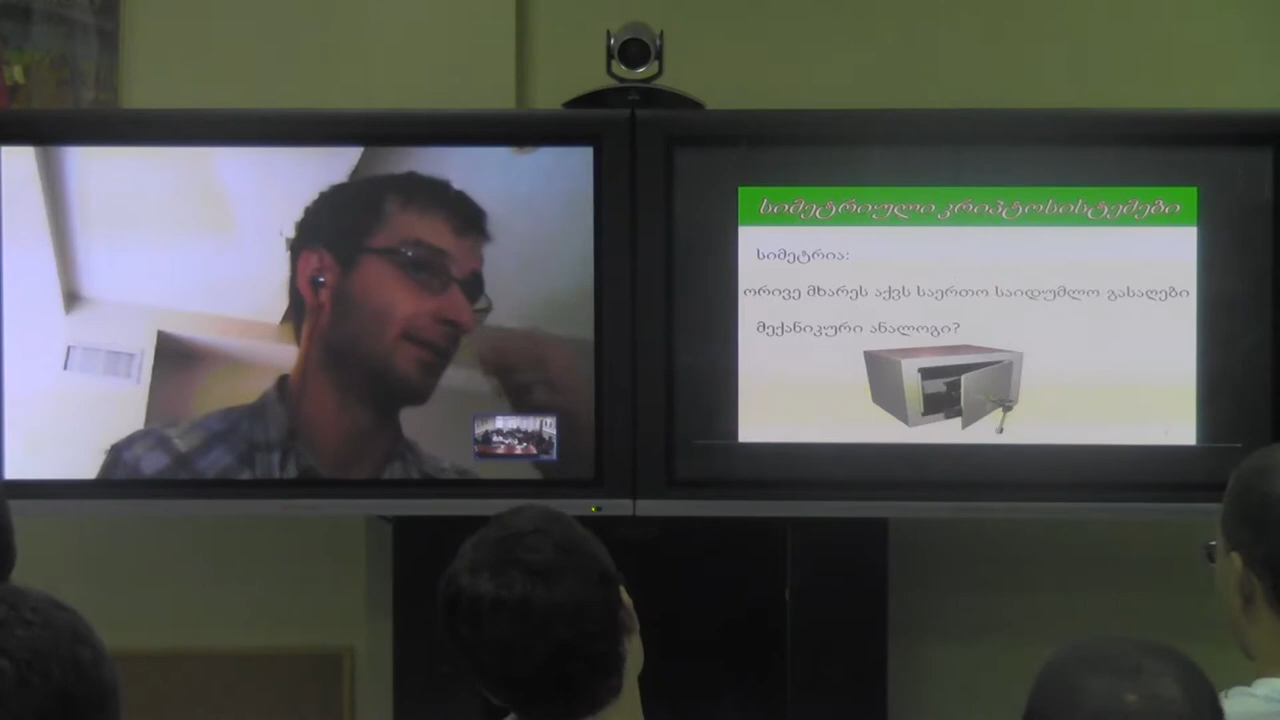 სიმეტრიული კრიპტოსისტემები
სიმეტრია:
ორივე მხარეს აქვს საერთო საიდუმლო გასაღები
მექანიკური ანალოგი?